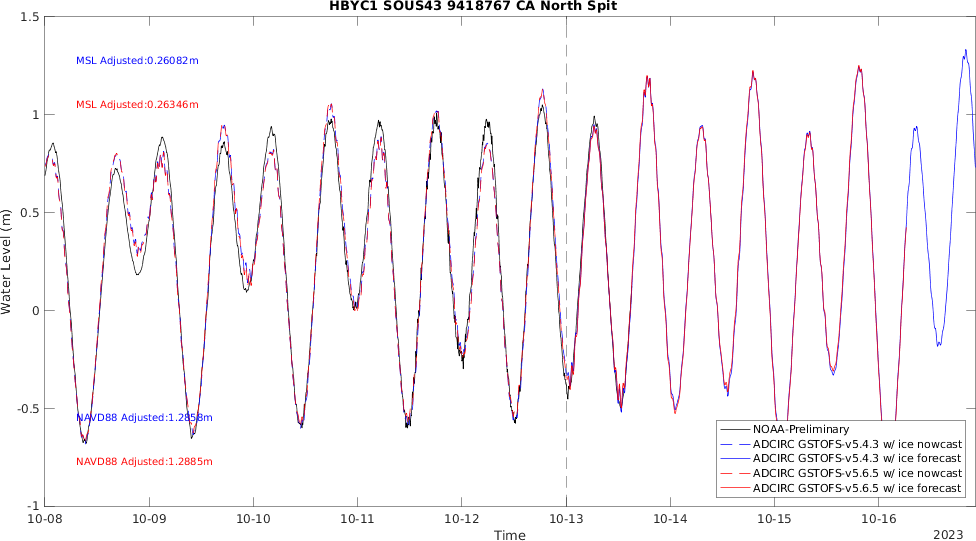 HBYC1 SOUS43 9418767 CA North Spit
1.5
1
0.5
0
-0.5
-1
Water Level (m)
MSL Adjusted:0.26082m
MSL Adjusted:0.26346m
NAVD88 Adjusted:1.2858m
NAVD88 Adjusted:1.2885m
NOAA-Preliminary
ADCIRC GSTOFS-v5.4.3 w/ ice nowcast
ADCIRC GSTOFS-v5.4.3 w/ ice forecast
ADCIRC GSTOFS-v5.6.5 w/ ice nowcast
ADCIRC GSTOFS-v5.6.5 w/ ice forecast
10-08 10-09 10-10 10-11 10-12 10-13 10-14 10-15 10-16
Time
2023